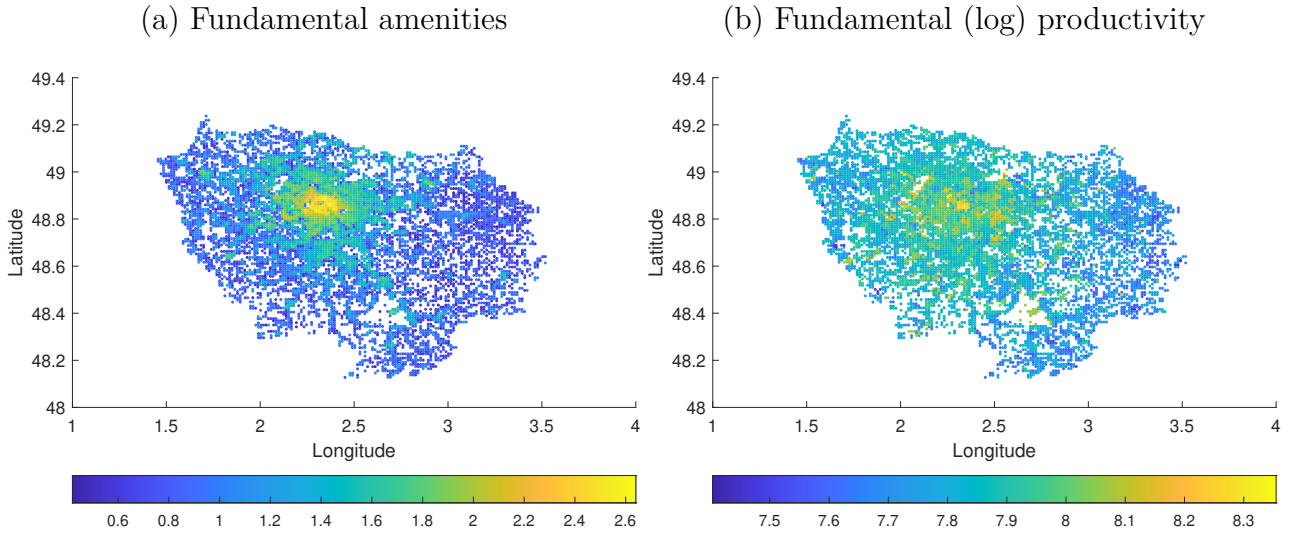 (a) Fundamental amenities
49.4
49.2
49
48.8
48.6
48.4
48.2
48
Latitude
1 1.5 2 2.5 3 3.5 4
Longitude
0.6 0.8 1 1.2 1.4 1.6 1.8 2 2.2 2.4 2.6
(b) Fundamental (log) productivity
49.4
49.2
49
48.8
48.6
48.4
48.2
48
Latitude
1 1.5 2 2.5 3 3.5 4
Longitude
7.5 7.6 7.7 7.8 7.9 8 8.1 8.2 8.3